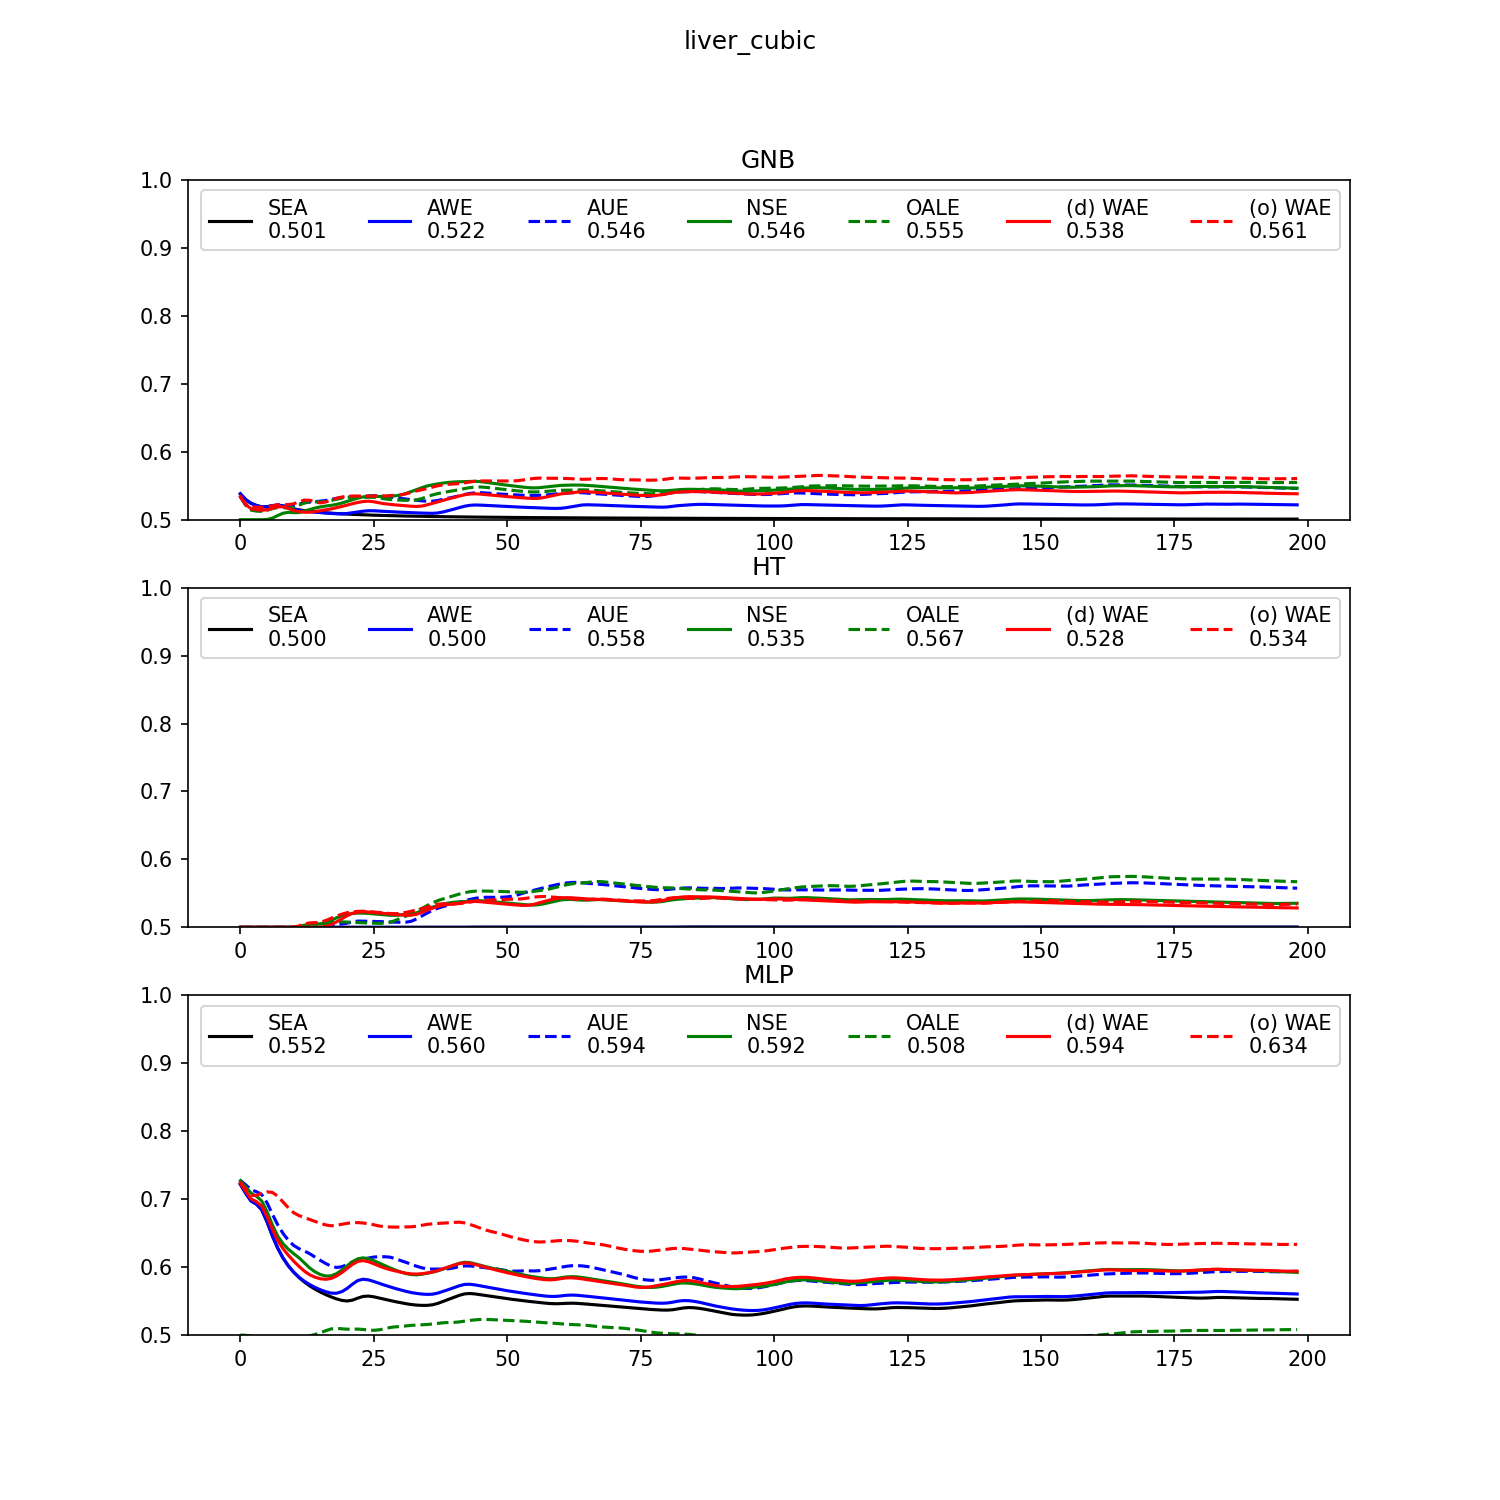 liver_cubic
GNB
1.0
0.9
0.8
0.7
0.6
0.5
SEA AWE AUE NSE OALE (d) WAE (o) WAE
0.501 0.522 0.546 0.546 0.555 0.538 0.561
0 25 50 75 100 125 150 175 200
HT
1.0
0.9
0.8
0.7
0.6
0.5
SEA AWE AUE NSE OALE (d) WAE (o) WAE
0.500 0.500 0.558 0.535 0.567 0.528 0.534
0 25 50 75 100 125 150 175 200
MLP
1.0
0.9
0.8
0.7
0.6
0.5
SEA AWE AUE NSE OALE (d) WAE (o) WAE
0.552 0.560 0.594 0.592 0.508 0.594 0.634
0 25 50 75 100 125 150 175 200